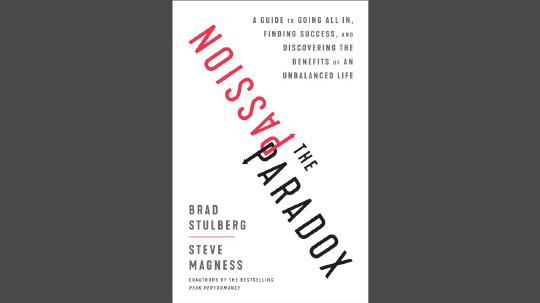 A GUIDE TO GOING ALL IN,
FINDING SUCCESS, AND
DISCOVERING THE
BENEFITS OF AN
UNBALANCED LIFE
THE
PASSION
PARADOX
BRAD
STULBERG
STEVE
MAGNESS
COAUTHORS OF THE BESTSELLING
PEAK PERFORMANCE